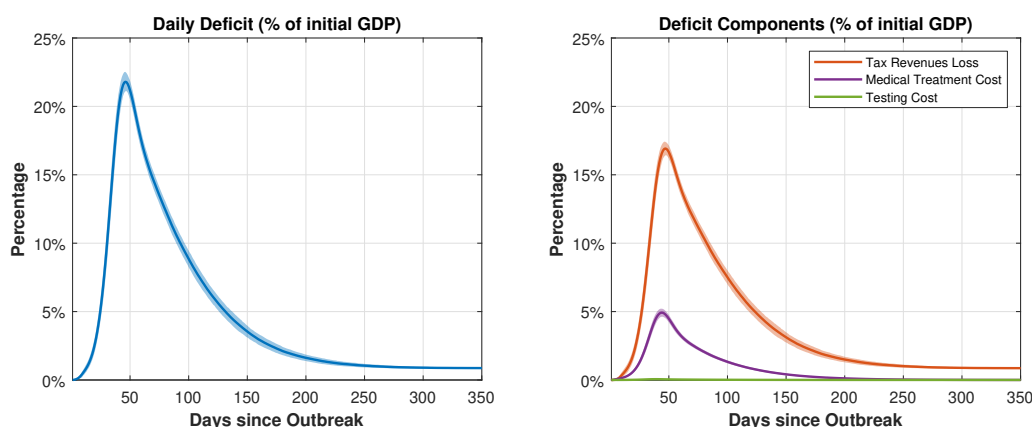 Daily Deficit (% of initial GDP)
25%
20%
15%
10%
5%
0%
Percentage
50 100 150 200 250 300 350
Days since Outbreak
Deficit Components (% of initial GDP)
25%
20%
15%
10%
5%
0%
Percentage
Tax Revenues Loss
Medical Treatment Cost
Testing Cost
50 100 150 200 250 300 350
Days since Outbreak